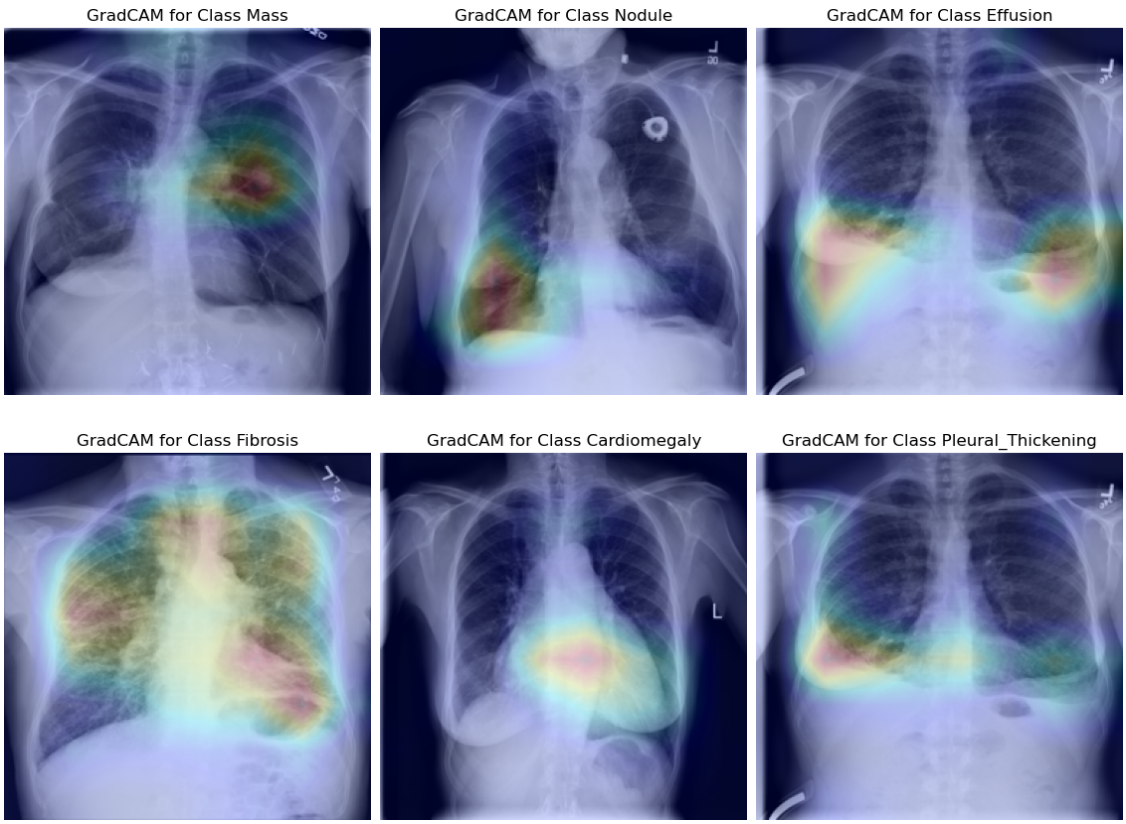 GradCAM for Class Mass
GradCAM for Class Nodule
GradCAM for Class Effusion
L
L
GradCAM for Class Fibrosis
GradCAM for Class Cardiomegaly
GradCAM for Class Pleural_Thickening
L
L
L